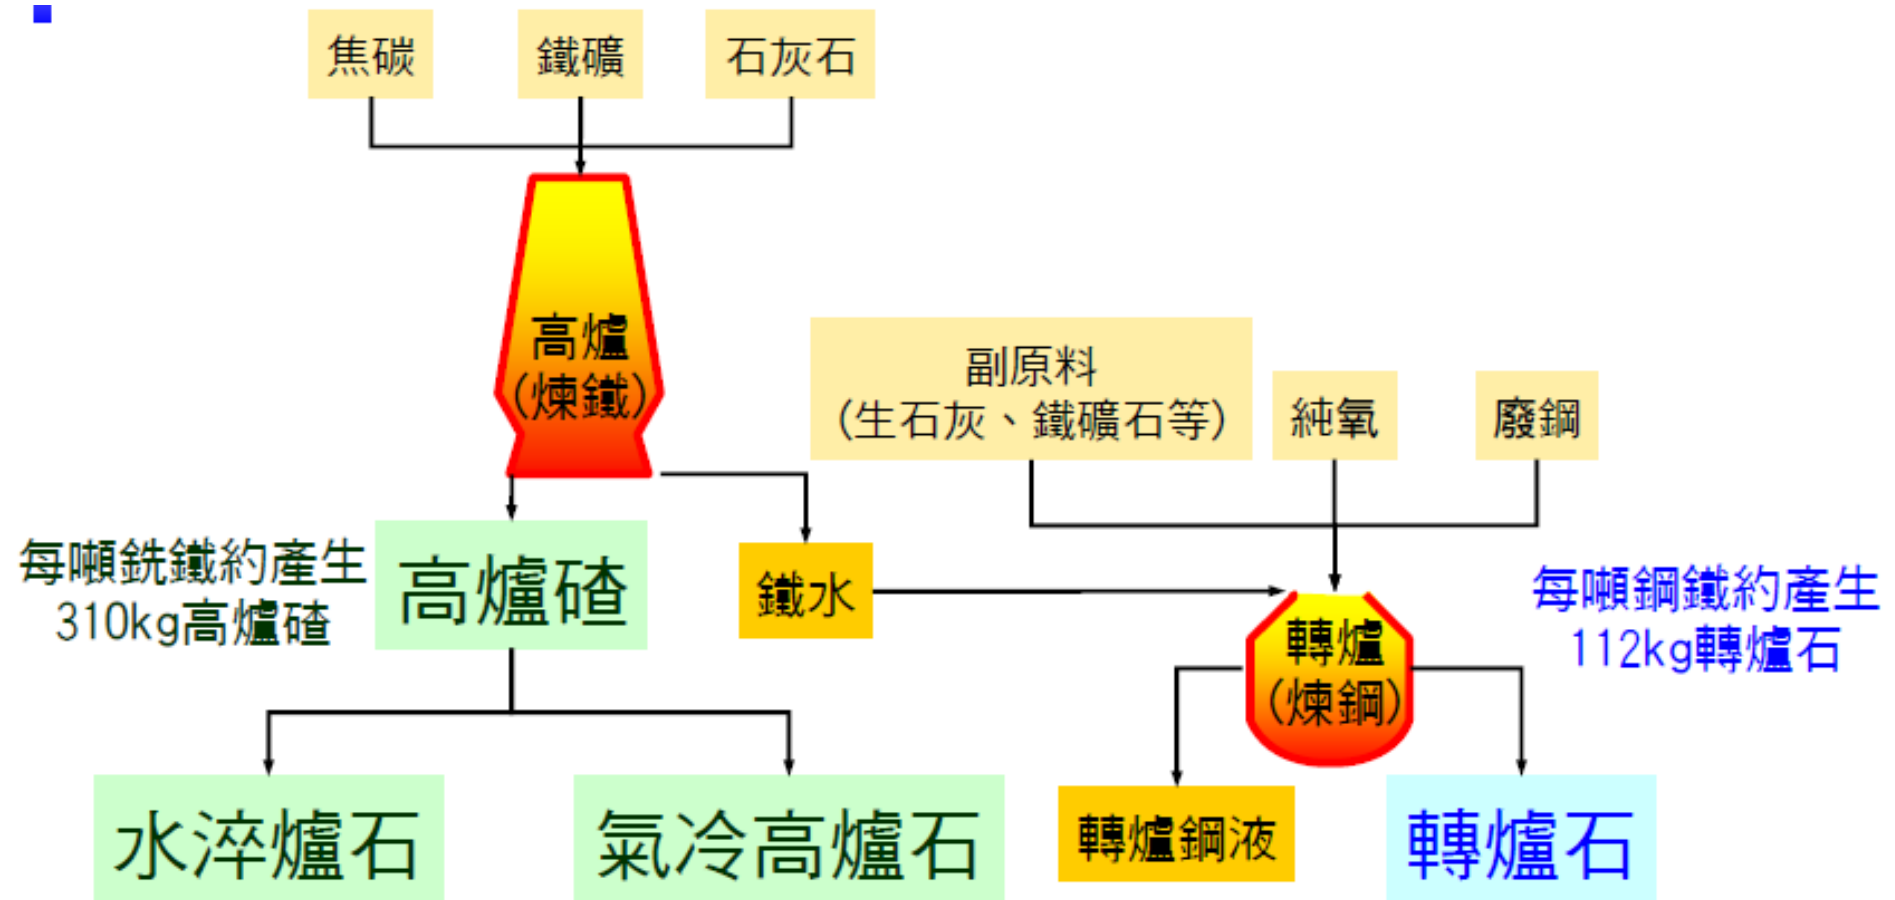 焦碳
鐵礦
石灰石
高爐
(煉鐵)
副原料
(生石灰、鐵礦石等)
純氧
廢鋼
每噸銑鐵約產生
310kg高爐碴
高爐碴
鐵水
轉爐
(煉鋼)
每噸鋼鐵約產生
112kg轉爐石
水淬爐石
氣冷高爐石
轉爐鋼液
轉爐石